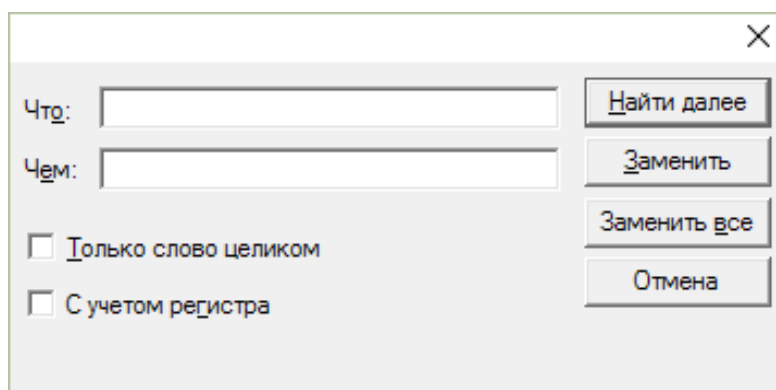 Что:
Найти далее
Чем:
Заменить
Заменить все
Только слово целиком
Отмена
С учетом регистра